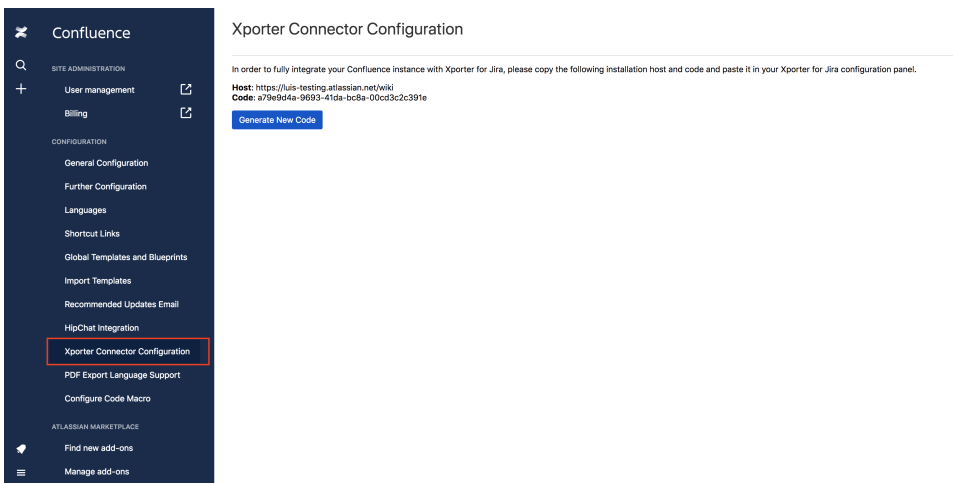 Confluence
SITE ADMINISTRATION
User management
Billing
CONFIGURATION
General Configuration
Further Configuration
Languages
Shortcut Links
Global Templates and Blueprints
Import Templates
Recommended Updates Email
HipChat Integration
Xporter Connector Configuration
PDF Export Language Support
Configure Code Macro
ATLASSIAN MARKETPLACE
Find new add-ons
Manage add-ons
Xporter Connector Configuration
In order to fully integrate your Confluence instance with Xporter for Jira, please copy the following installation host and code and paste it in your Xporter for Jira configuration panel.
Host: https://luis-testing.atlassian.net/wiki
Code: a79e9d4a-9693-41da-bc8a-00cd3c2c391e
Generate New Code